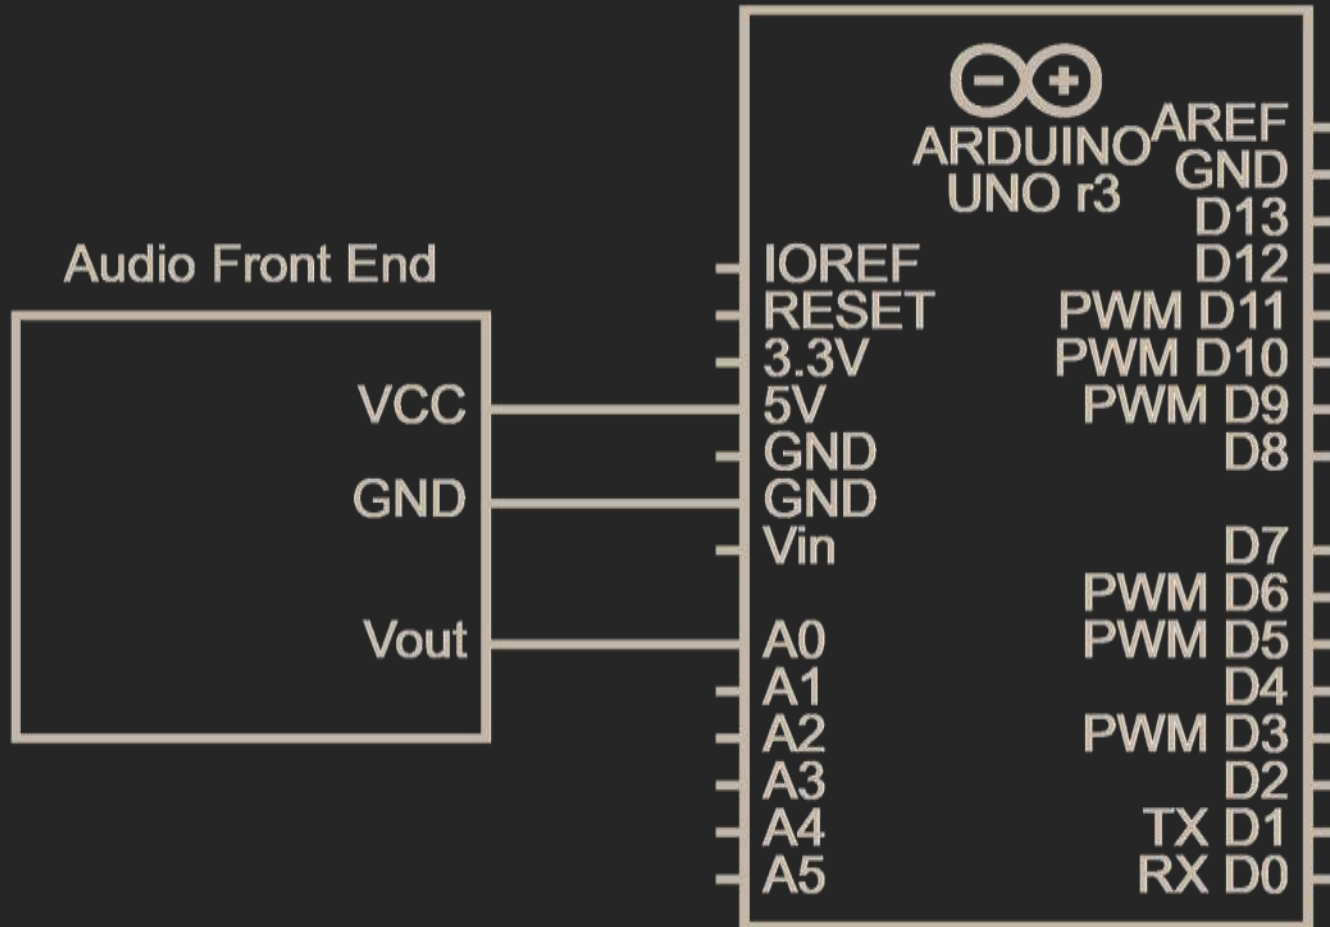 ARDUINO
UNO r3
AREF
GND
D13
D12
PWM D11
PWM D10
PWM D9
D8
D7
PWM D6
PWM D5
D4
PWM D3
D2
TX D1
RX D0
IOREF
RESET
3.3V
5V
GND
GND
Vin
A0
A1
A2
A3
A4
A5
Audio Front End
VCC
GND
Vout